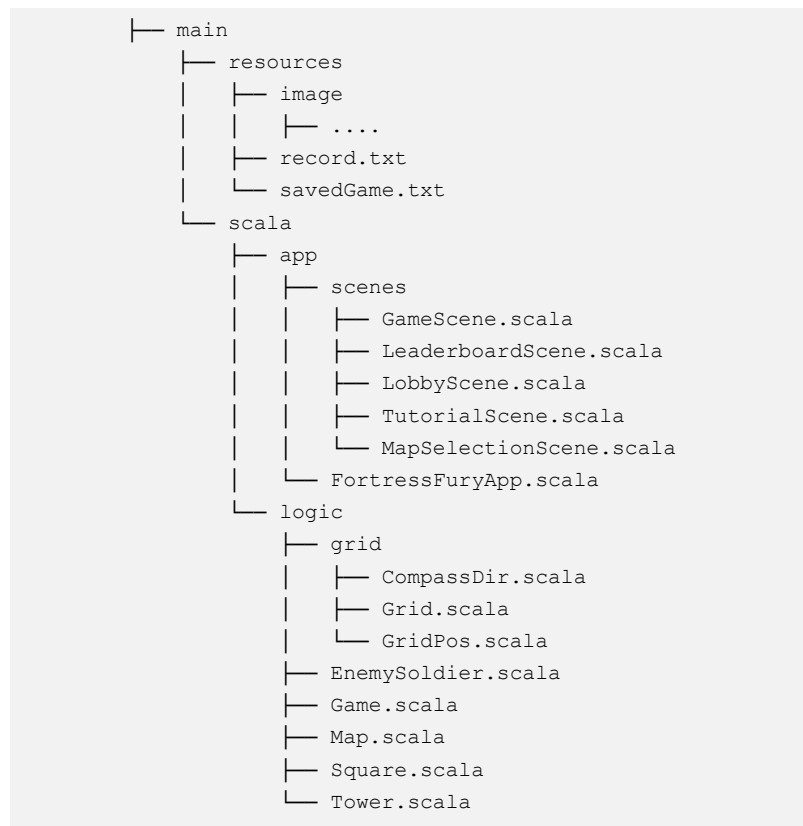 ├── main
    ├── resources
    │   ├── image
    │   │   ├── ....
    │   ├── record.txt
    │   └── savedGame.txt
    └── scala
        ├── app
        │   ├── scenes
        │   │   ├── GameScene.scala
        │   │   ├── LeaderboardScene.scala
        │   │   ├── LobbyScene.scala
        │   │   ├── TutorialScene.scala
        │   │   └── MapSelectionScene.scala
        │   └── FortressFuryApp.scala
        └── logic
            ├── grid
            │   ├── CompassDir.scala
            │   ├── Grid.scala
            │   └── GridPos.scala
            ├── EnemySoldier.scala
            ├── Game.scala
            ├── Map.scala
            ├── Square.scala
            └── Tower.scala